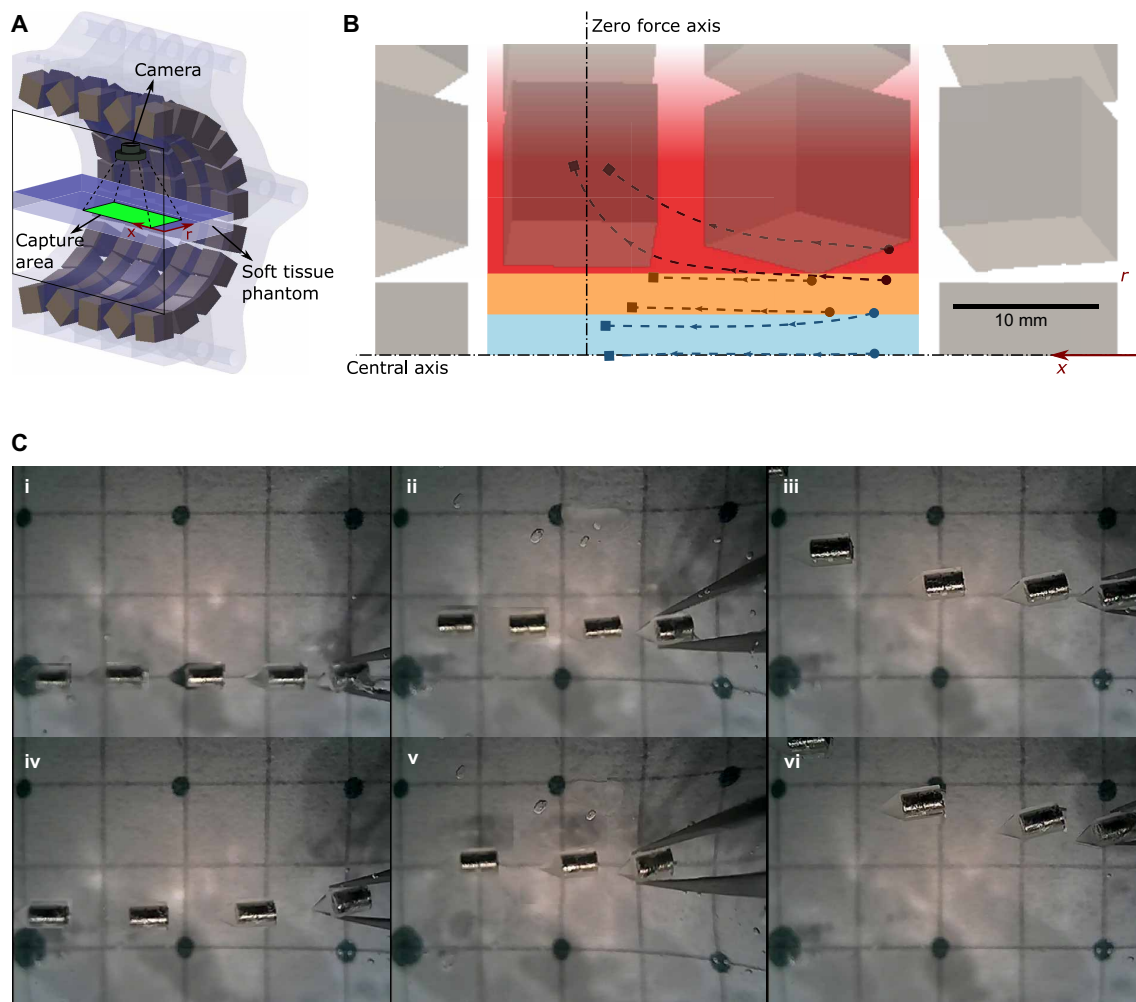 A
Camera
Capture
area
x
r
Soft tissue
phantom
B
Zero force axis
r
10 mm
Central axis
x
C
i
ii
iii
iv
v
vi